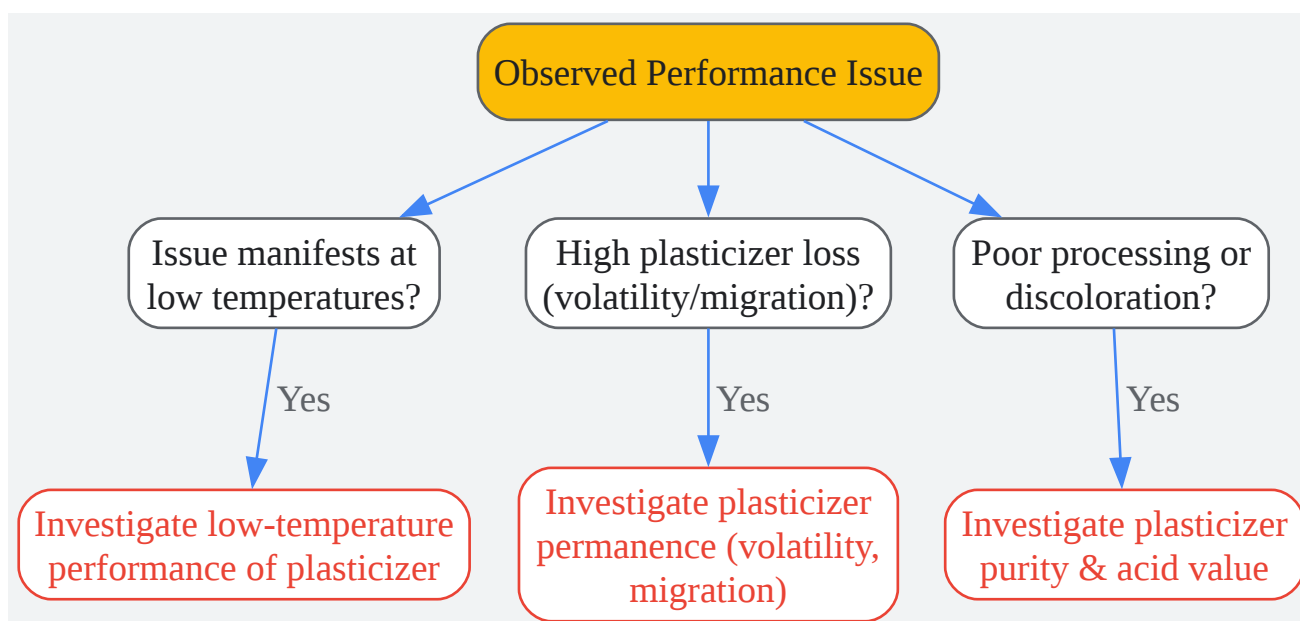 Observed Performance Issue
Issue manifests at
low temperatures?
High plasticizer loss
(volatility/migration)?
Poor processing or
discoloration?
Yes
Yes
Yes
Investigate low-temperature
performance of plasticizer
Investigate plasticizer
permanence (volatility,
migration)
Investigate plasticizer
purity & acid value